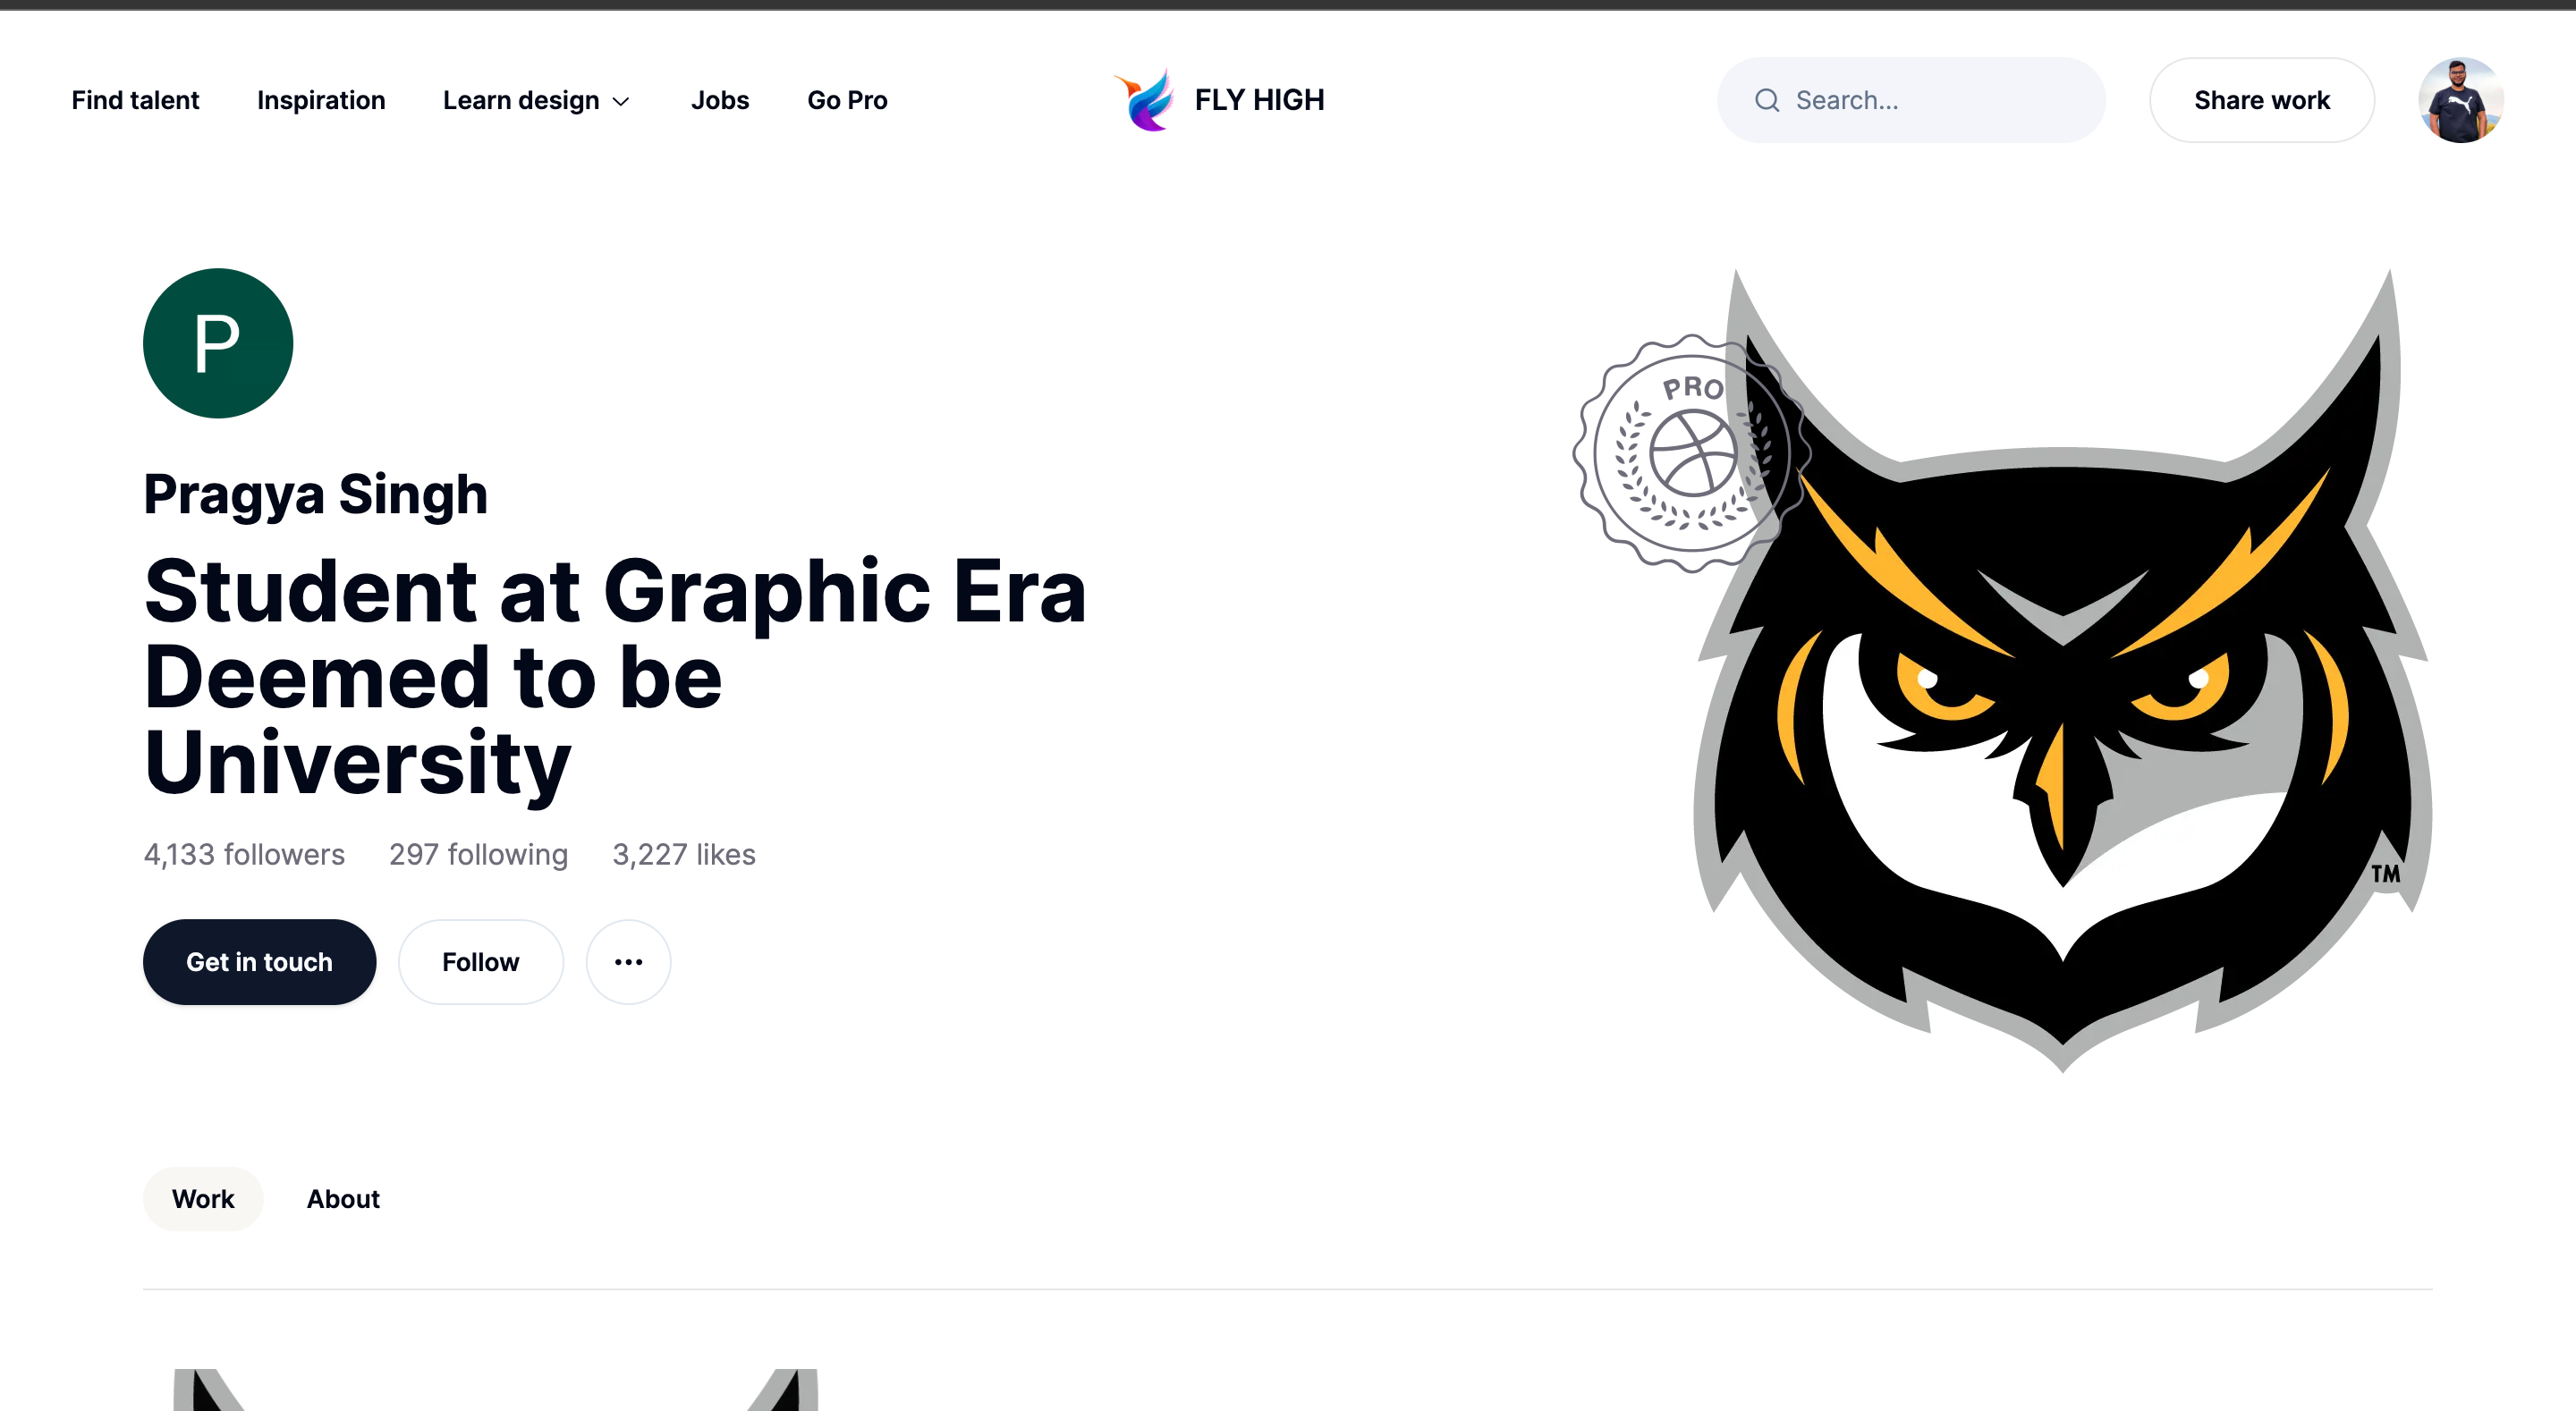 Find talent
Inspiration
Learn design
Jobs
Go Pro
FLY HIGH
Search...
Share work
P
PRO
Pragya Singh
Student at Graphic Era
Deemed to be
University
4,133 followers
297 following
3,227 likes
Get in touch
Follow
TM
Work
About